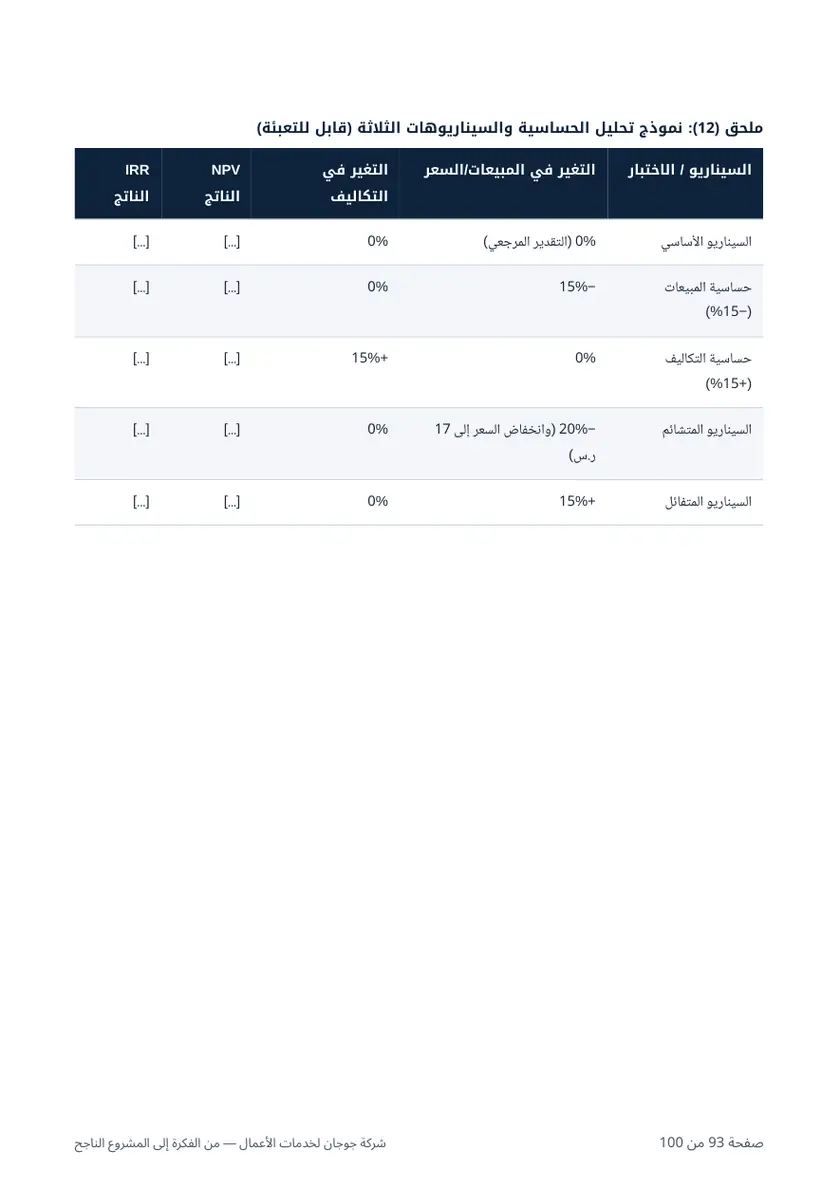 ملحق (12): نموذج تحليل الحساسية والسيناريوهات الثلاثة (قابل للتعبئة)
السيناريو / الاختبار التغير في المبيعات/السعر التغير في التكاليف NPV الناتج IRR الناتج
السيناريو الأساسي 0% (التقدير المرجعي) 0% [...] [...]
حساسية المبيعات (−15%) −15% 0% [...] [...]
حساسية التكاليف (+15%) 0% +15% [...] [...]
السيناريو المتشائم −20% (وانخفاض السعر إلى 17 ر.س) 0% [...] [...]
السيناريو المتفائل +15% 0% [...] [...]
صفحة 93 من 100 شركة جوجان لخدمات الأعمال — من الفكرة إلى المشروع الناجح